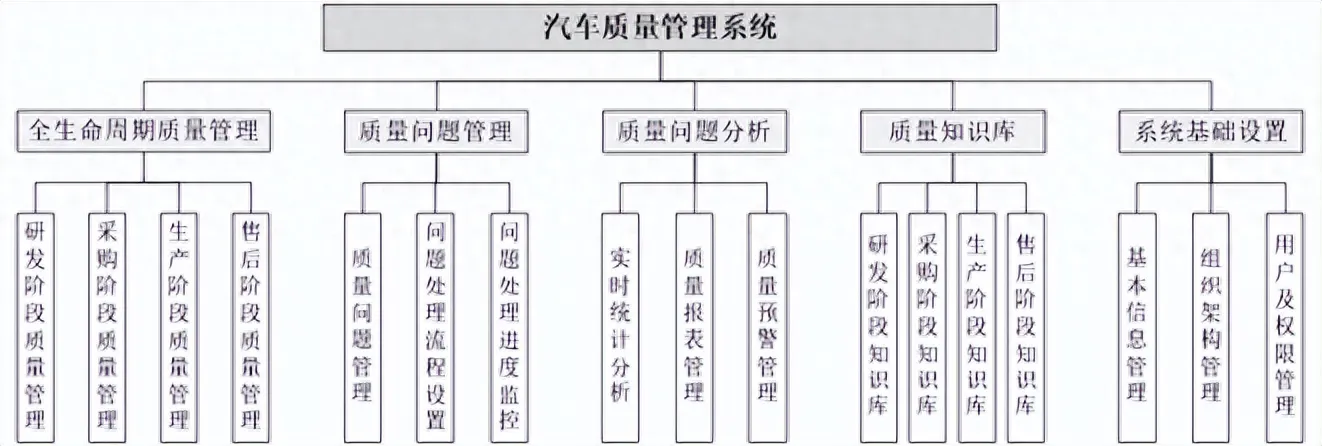 汽车质量管理系统
全生命周期质量管理
质量问题管理
质量问题分析
质量知识库
系统基础设置
研发阶段质量管理
采购阶段质量管理
生产阶段质量管理
售后阶段质量管理
质量问题管理
问题处理流程设置
问题处理进度监控
实时统计分析
质量报表管理
质量预警管理
研发阶段知识库
采购阶段知识库
生产阶段知识库
售后阶段知识库
基本信息管理
组织架构管理
用户及权限管理